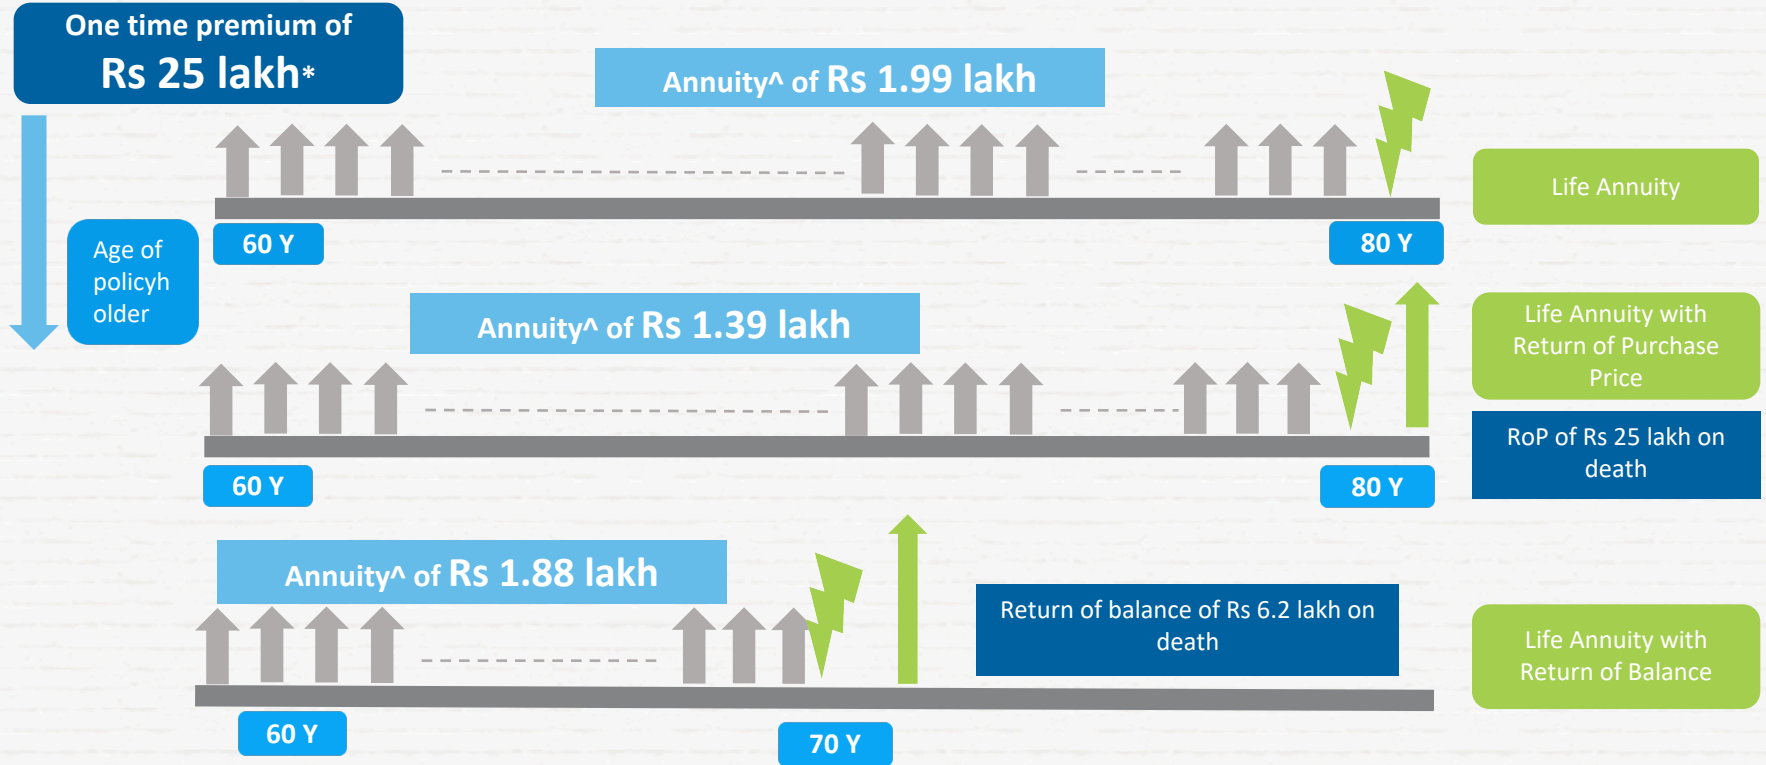 One time premium of
Rs 25 lakh*
Annuity^ of Rs 1.99 lakh
Life Annuity
60 Y
80 Y
Age of
policyh
older
Annuity^ of Rs 1.39 lakh
Life Annuity with
Return of Purchase
Price
RoP of Rs 25 lakh on
death
60 Y
80 Y
Annuity^ of Rs 1.88 lakh
Return of balance of Rs 6.2 lakh on
death
Life Annuity with
Return of Balance
60 Y
70 Y